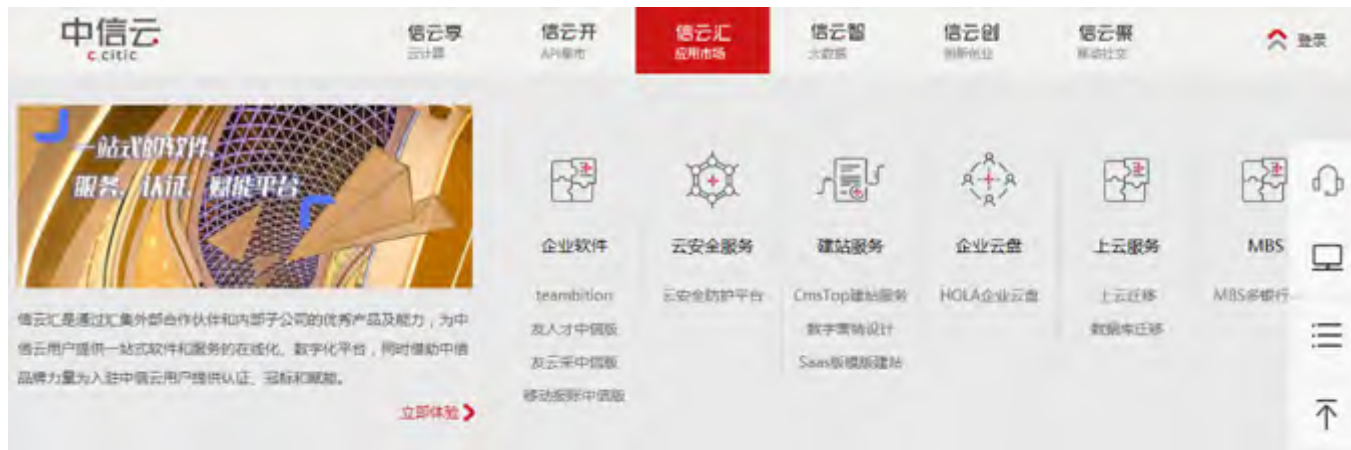 中信云
c.citic
信云享
云计算
信云开
API集市
信云汇
应用市场
信云智
大数据
信云创
创新创业
信云聚
移动社交
登录
一站式的软件、
服务、认证、赋能平台
信云汇是通过汇集外部合作伙伴和内部子公司的优秀产品及能力，为中
信云用户提供一站式软件和服务的在线化、数字化平台，同时借助中信
品牌力量为入驻中信云用户提供认证、冠标和赋能。
立即体验
企业软件
teambition
友人才中信版
友云采中信版
移动报账中信版
云安全服务
云安全防护平台
建站服务
CmsTop建站服务
数字营销设计
Saas版模版建站
企业云盘
HOLA企业云盘
上云服务
上云迁移
数据库迁移
MBS
MBS多银行...